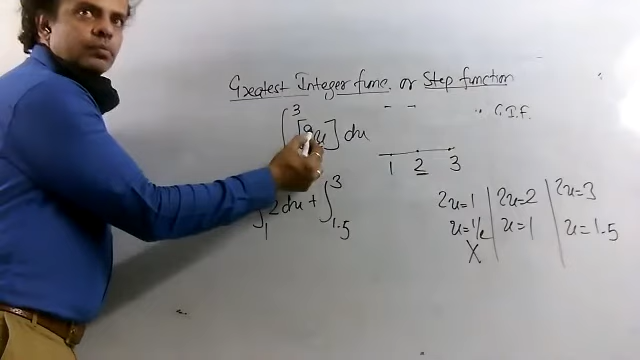 Greatest Integer func. or Step function
G.I.F.
∫ 3 [2x] dx
1 2 3
∫ 1 2dx + ∫ 3 1.5
2x=1 | 2x=2 | 2x=3
x=1/2 | x=1 | x=1.5
X